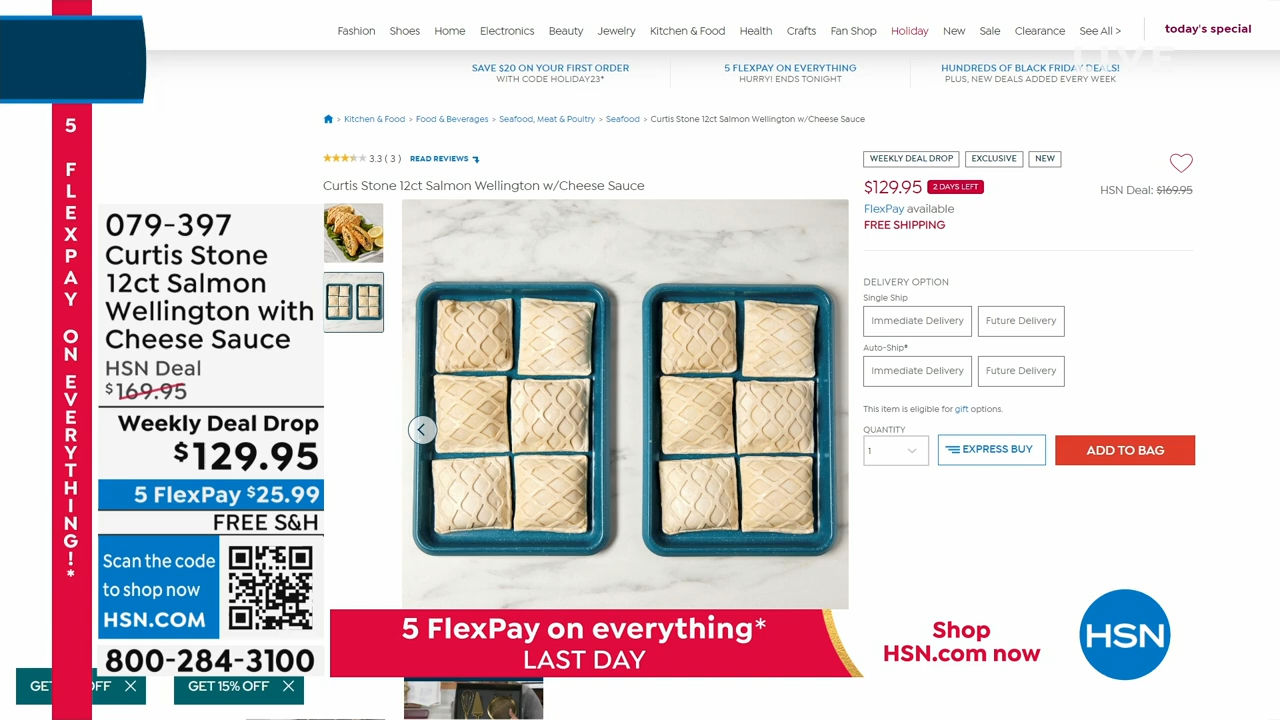 Fashion Shoes Home Electronics Beauty Jewelry Kitchen & Food Health Crafts Fan Shop Holiday New Sale Clearance See All > today's special
LIVE
SAVE $20 ON YOUR FIRST ORDER
WITH CODE HOLIDAY23*
5 FLEXPAY ON EVERYTHING
HURRY! ENDS TONIGHT
HUNDREDS OF BLACK FRIDAY DEALS!
PLUS, NEW DEALS ADDED EVERY WEEK
> Kitchen & Food > Food & Beverages > Seafood, Meat & Poultry > Seafood > Curtis Stone 12ct Salmon Wellington w/Cheese Sauce
3.3 ( 3 ) READ REVIEWS
Curtis Stone 12ct Salmon Wellington w/Cheese Sauce
WEEKLY DEAL DROP EXCLUSIVE NEW
$129.95 2 DAYS LEFT HSN Deal: $169.95
FlexPay available
FREE SHIPPING
DELIVERY OPTION
Single Ship
Immediate Delivery Future Delivery
Auto-Ship®
Immediate Delivery Future Delivery
This item is eligible for gift options.
QUANTITY
1 EXPRESS BUY ADD TO BAG
5 FLEXPAY ON EVERYTHING!*
079-397
Curtis Stone
12ct Salmon
Wellington with
Cheese Sauce
HSN Deal
$169.95
Weekly Deal Drop
$129.95
5 FlexPay $25.99
FREE S&H
Scan the code
to shop now
HSN.COM
800-284-3100
5 FlexPay on everything*
LAST DAY
Shop
HSN.com now
HSN
GET OFF X
GET 15% OFF X